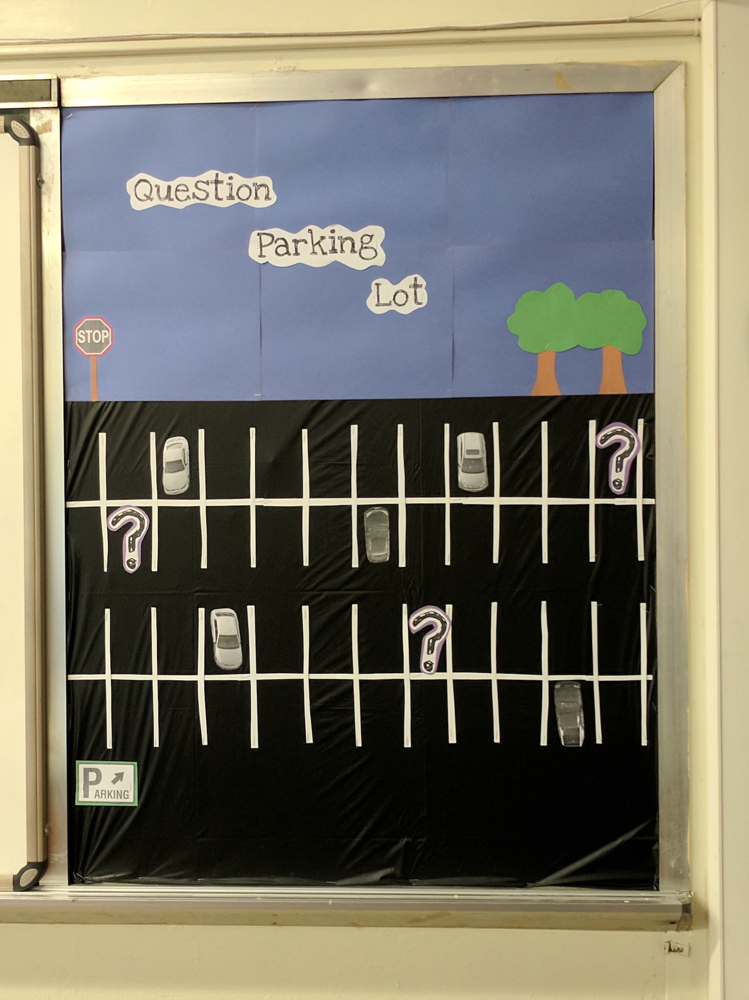 Question
Parking
Lot
STOP
?
?
?
PARKING